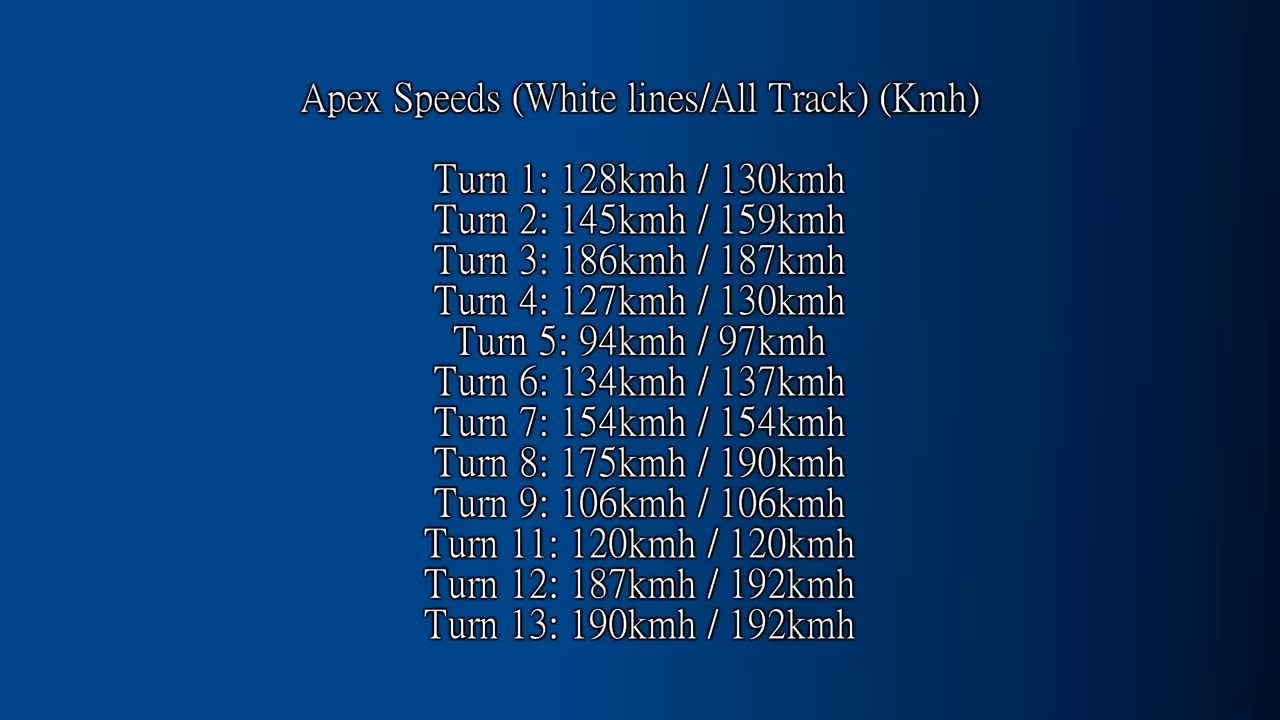 Apex Speeds (White lines/All Track) (Kmh)
Turn 1: 128kmh / 130kmh
Turn 2: 145kmh / 159kmh
Turn 3: 186kmh / 187kmh
Turn 4: 127kmh / 130kmh
Turn 5: 94kmh / 97kmh
Turn 6: 134kmh / 137kmh
Turn 7: 154kmh / 154kmh
Turn 8: 175kmh / 190kmh
Turn 9: 106kmh / 106kmh
Turn 11: 120kmh / 120kmh
Turn 12: 187kmh / 192kmh
Turn 13: 190kmh / 192kmh